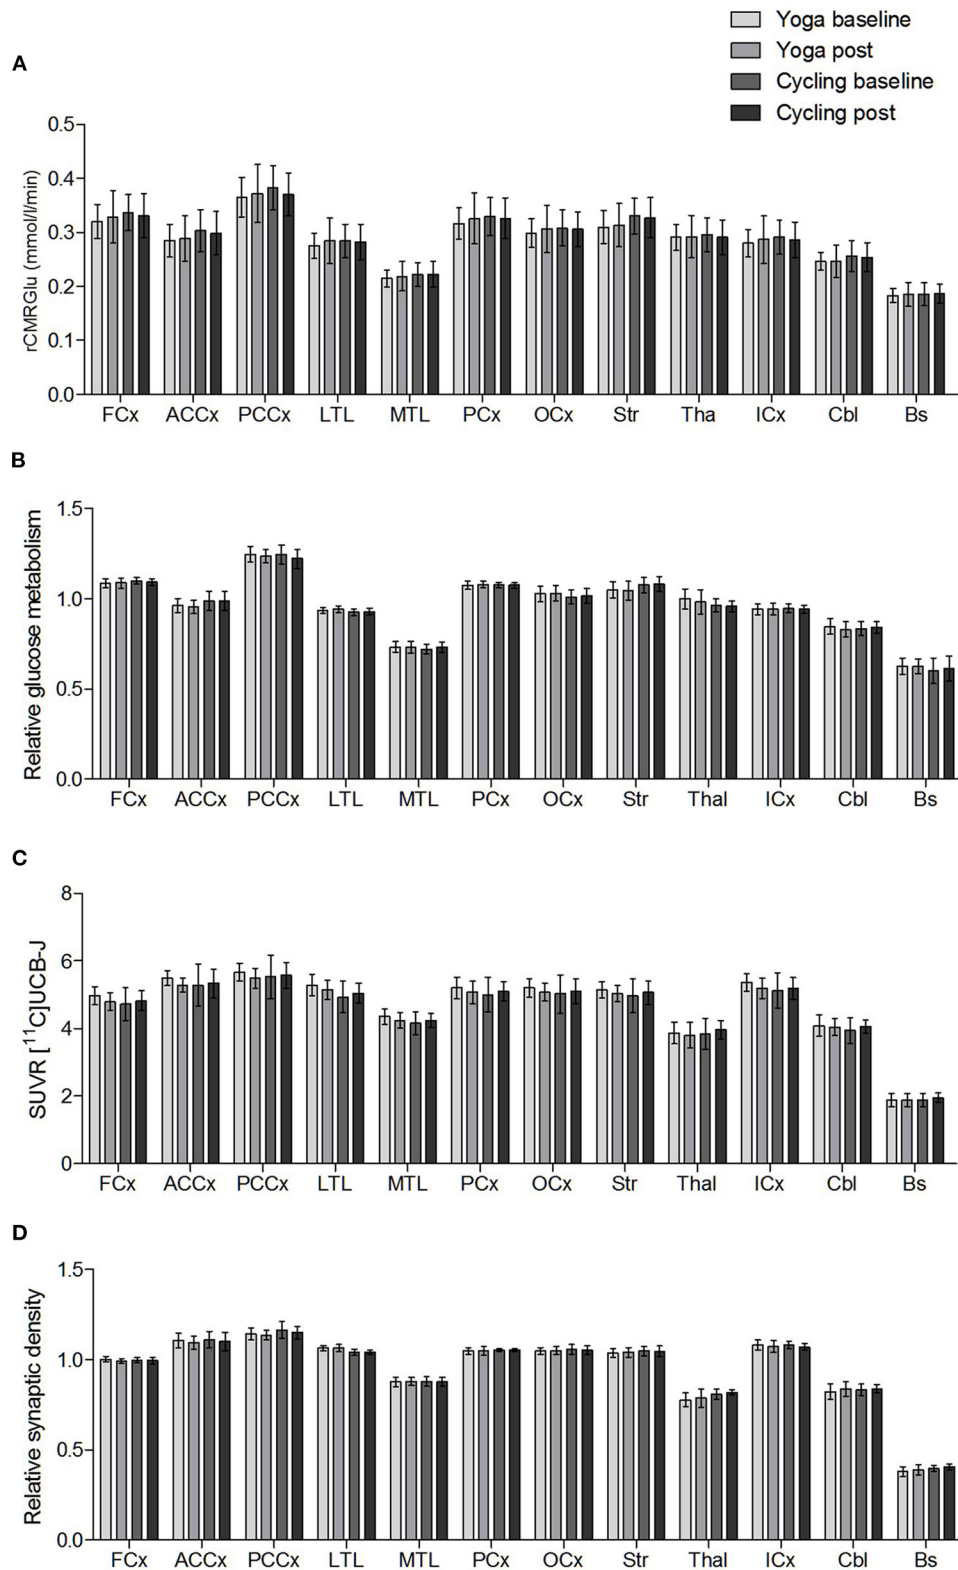 Yoga baseline
Yoga post
Cycling baseline
Cycling post
A
rCMRGlu (mmol/l/min)
0.5
0.4
0.3
0.2
0.1
0.0
FCx ACCx PCCx LTL MTL PCx OCx Str Tha ICx Cbl Bs
B
Relative glucose metabolism
1.5
1.0
0.5
0.0
FCx ACCx PCCx LTL MTL PCx OCx Str Thal ICx Cbl Bs
C
SUVR [¹¹C]UCB-J
8
6
4
2
0
FCx ACCx PCCx LTL MTL PCx OCx Str Thal ICx Cbl Bs
D
Relative synaptic density
1.5
1.0
0.5
0.0
FCx ACCx PCCx LTL MTL PCx OCx Str Thal ICx Cbl Bs